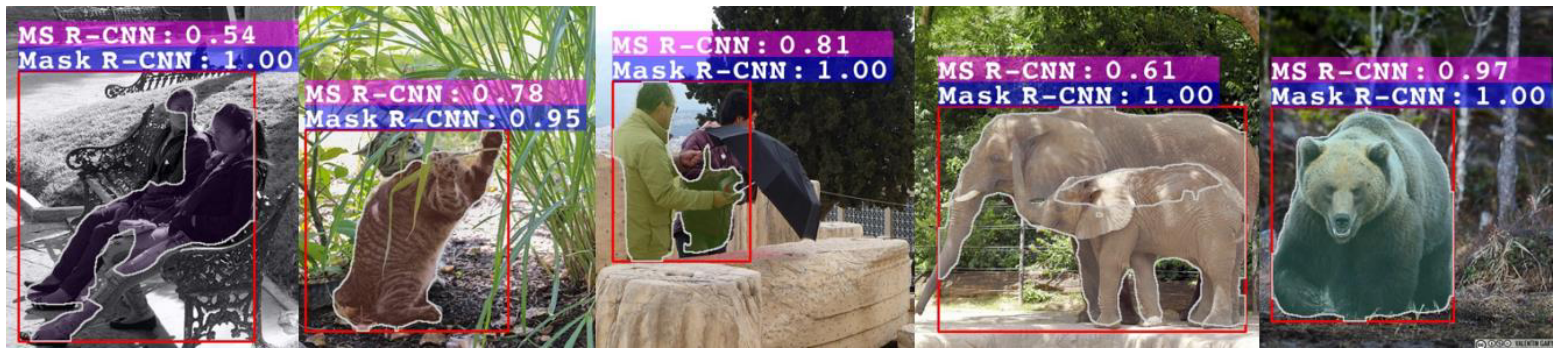 MS R-CNN: 0.54
Mask R-CNN: 1.00
MS R-CNN: 0.78
Mask R-CNN: 0.95
MS R-CNN: 0.81
Mask R-CNN: 1.00
MS R-CNN: 0.61
Mask R-CNN: 1.00
MS R-CNN: 0.97
Mask R-CNN: 1.00